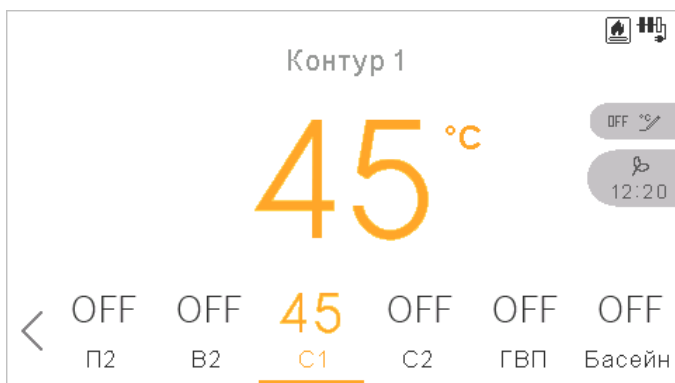 Контур 1
45 °C
OFF °C
12:20
OFF OFF 45 OFF OFF OFF
П2 В2 С1 С2 ГВП Басейн